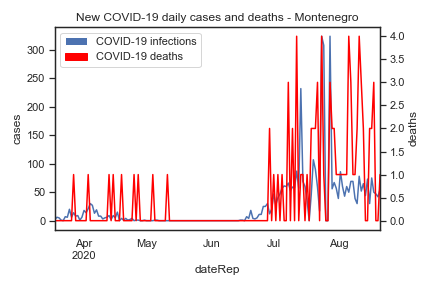 New COVID-19 daily cases and deaths - Montenegro
COVID-19 infections
COVID-19 deaths
300
250
200
150
100
50
0
cases
4.0
3.5
3.0
2.5
2.0
1.5
1.0
0.5
0.0
deaths
Apr
2020
May
Jun
Jul
Aug
dateRep